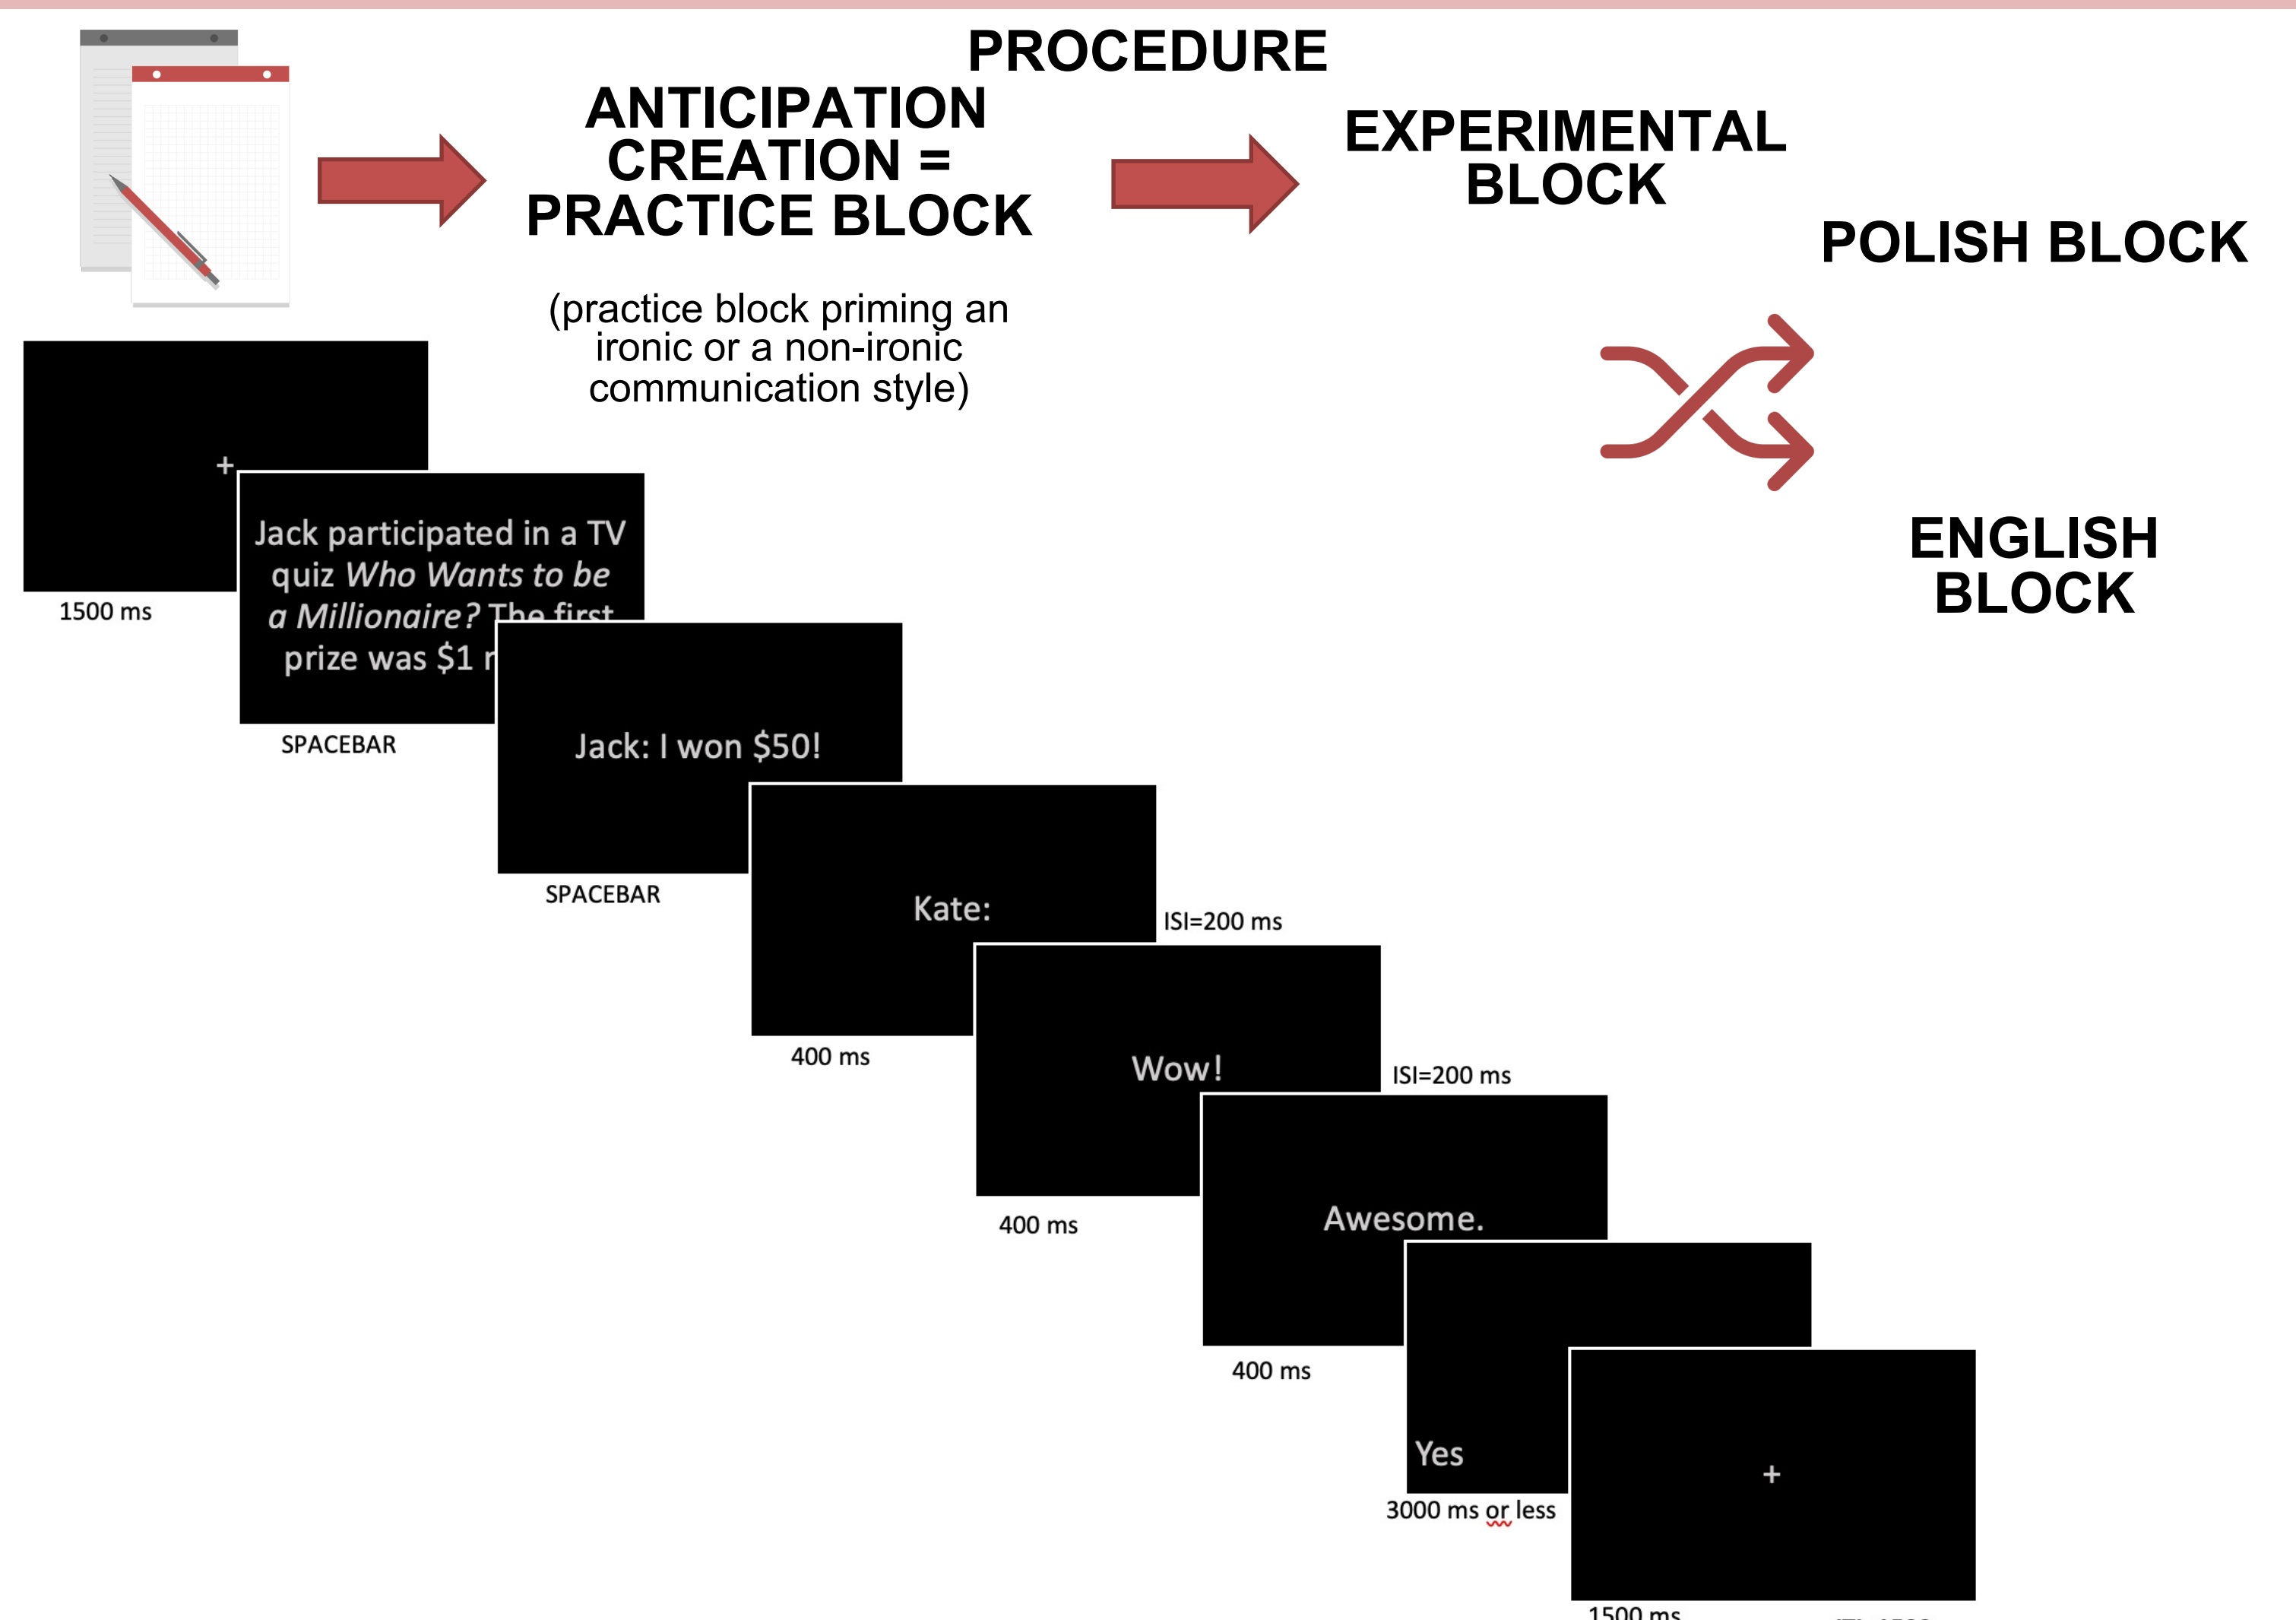 PROCEDURE
ANTICIPATION
CREATION =
PRACTICE BLOCK
(practice block priming an
ironic or a non-ironic
communication style)
EXPERIMENTAL
BLOCK
POLISH BLOCK
ENGLISH
BLOCK
+
1500 ms
Jack participated in a TV
quiz Who Wants to be
a Millionaire? The first
prize was $1
SPACEBAR
Jack: I won $50!
SPACEBAR
Kate:
ISI=200 ms
400 ms
Wow!
ISI=200 ms
400 ms
Awesome.
400 ms
Yes
3000 ms or less
+
1500 ms